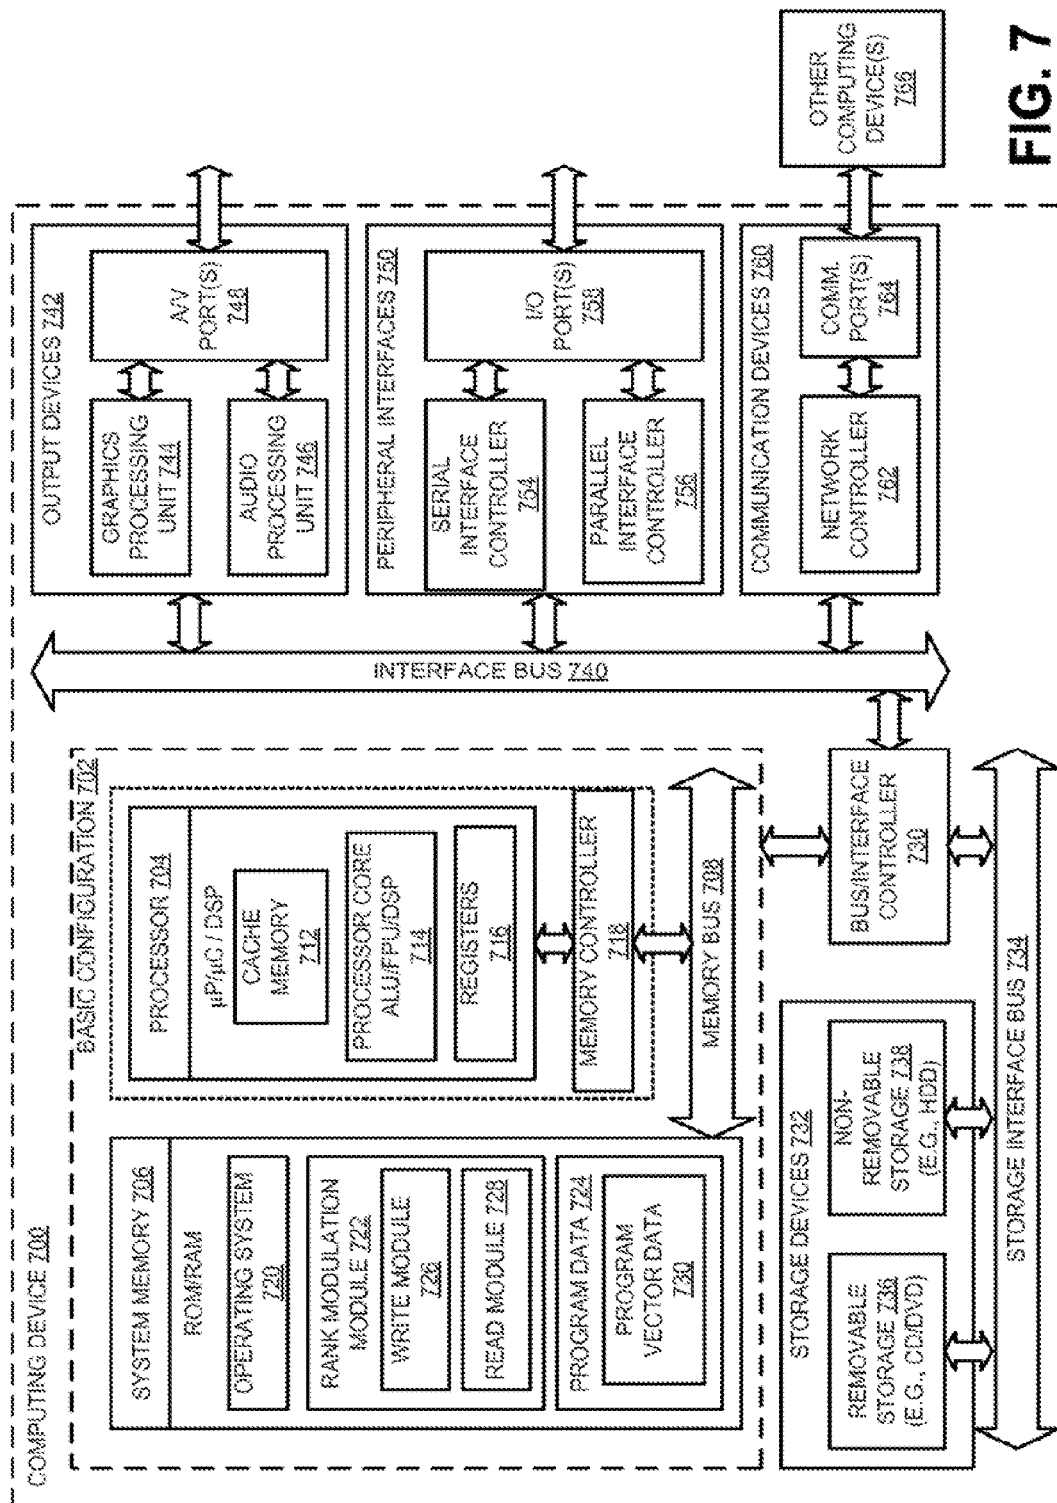 COMPUTING DEVICE 700
BASIC CONFIGURATION 702
SYSTEM MEMORY 706
ROM/RAM
OPERATING SYSTEM
720
RANK MODULATION
MODULE 722
WRITE MODULE
726
READ MODULE 728
PROGRAM DATA 724
PROGRAM
VECTOR DATA
730
PROCESSOR 704
µP/µC / DSP
CACHE
MEMORY
712
PROCESSOR CORE
ALU/FPU/DSP
714
REGISTERS
716
MEMORY CONTROLLER
718
MEMORY BUS 708
STORAGE DEVICES 732
REMOVABLE
STORAGE 736
(E.G., CD/DVD)
NON-
REMOVABLE
STORAGE 738
(E.G., HDD)
BUS/INTERFACE
CONTROLLER
730
STORAGE INTERFACE BUS 734
INTERFACE BUS 740
OUTPUT DEVICES 742
GRAPHICS
PROCESSING
UNIT 744
AUDIO
PROCESSING
UNIT 746
A/V
PORT(S)
748
PERIPHERAL INTERFACES 750
SERIAL
INTERFACE
CONTROLLER
754
PARALLEL
INTERFACE
CONTROLLER
756
I/O
PORT(S)
758
COMMUNICATION DEVICES 760
NETWORK
CONTROLLER
762
COMM.
PORT(S)
764
OTHER
COMPUTING
DEVICE(S)
766
FIG. 7